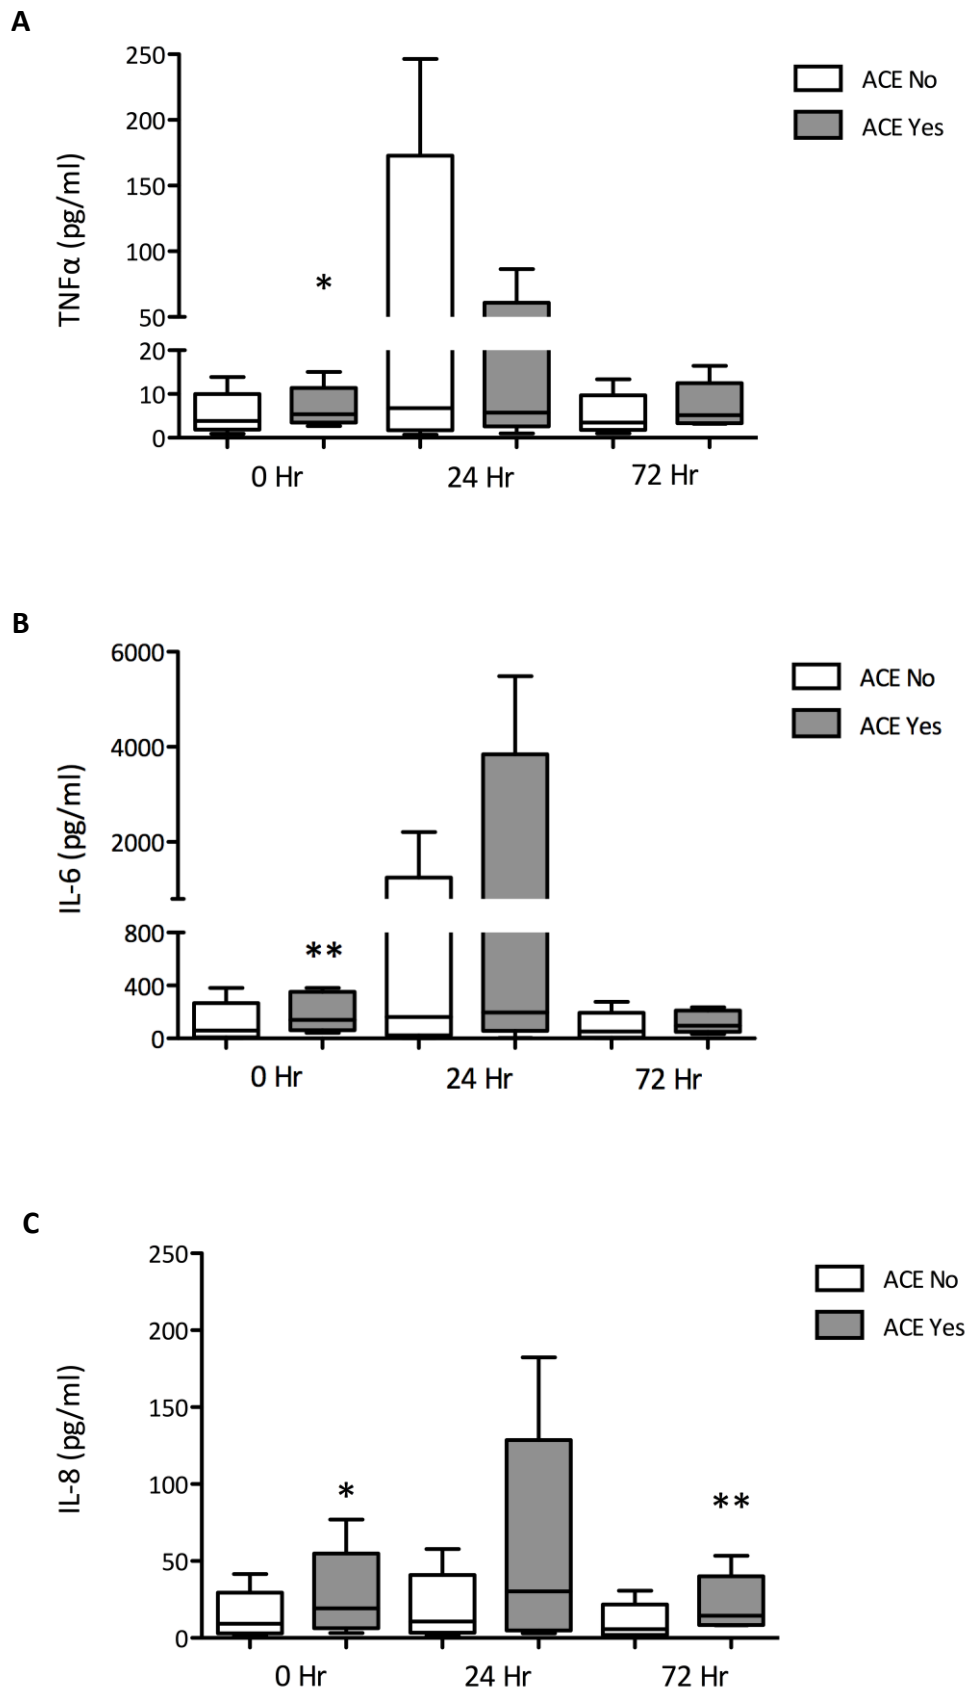 A
250
200
150
100
50
20
10
0
TNFα (pg/ml)
*
0 Hr 24 Hr 72 Hr
ACE No
ACE Yes
B
6000
4000
2000
800
400
0
IL-6 (pg/ml)
**
0 Hr 24 Hr 72 Hr
ACE No
ACE Yes
C
250
200
150
100
50
0
IL-8 (pg/ml)
*
**
0 Hr 24 Hr 72 Hr
ACE No
ACE Yes